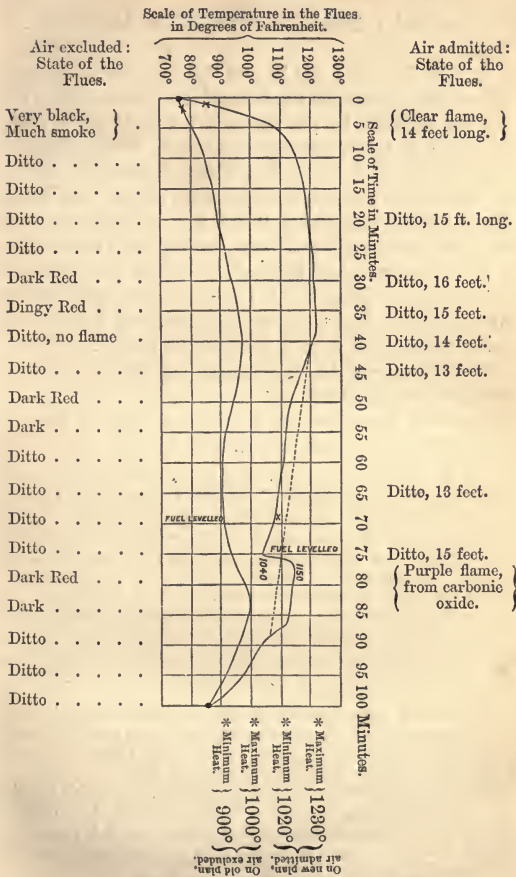 Scale of Temperature in the Flues
in Degrees of Fahrenheit.
Air excluded:
State of the
Flues.
700°
800°
900°
1000°
1100°
1200°
1300°
Air admitted:
State of the
Flues.
Very black,
Much smoke } .
Ditto . . . . .
Ditto . . . . .
Ditto . . . . .
Ditto . . . . .
Dark Red . . . .
Dingy Red . . . .
Ditto, no flame .
Ditto . . . . .
Dark Red . . . .
Dark . . . . .
Ditto . . . . .
Ditto . . . . .
Ditto . . . . .
Ditto . . . . .
Dark Red . . . .
Dark . . . . .
Ditto . . . . .
Ditto . . . . .
Ditto . . . . .
FUEL LEVELLED
FUEL LEVELLED
1040
1150
Scale of Time in Minutes.
0
5
10
15
20
25
30
35
40
45
50
55
60
65
70
75
80
85
90
95
100 Minutes.
{ Clear flame,
14 feet long. }
Ditto, 15 ft. long.
Ditto, 16 feet.
Ditto, 15 feet.
Ditto, 14 feet.
Ditto, 13 feet.
Ditto, 13 feet.
Ditto, 15 feet.
{ Purple flame,
from carbonic
oxide. }
* Maximum
Heat. } 1230°
* Minimum
Heat. } 1020°
On new plan,
air admitted.
* Maximum
Heat. } 1000°
* Minimum
Heat. } 900°
On old plan,
air excluded.